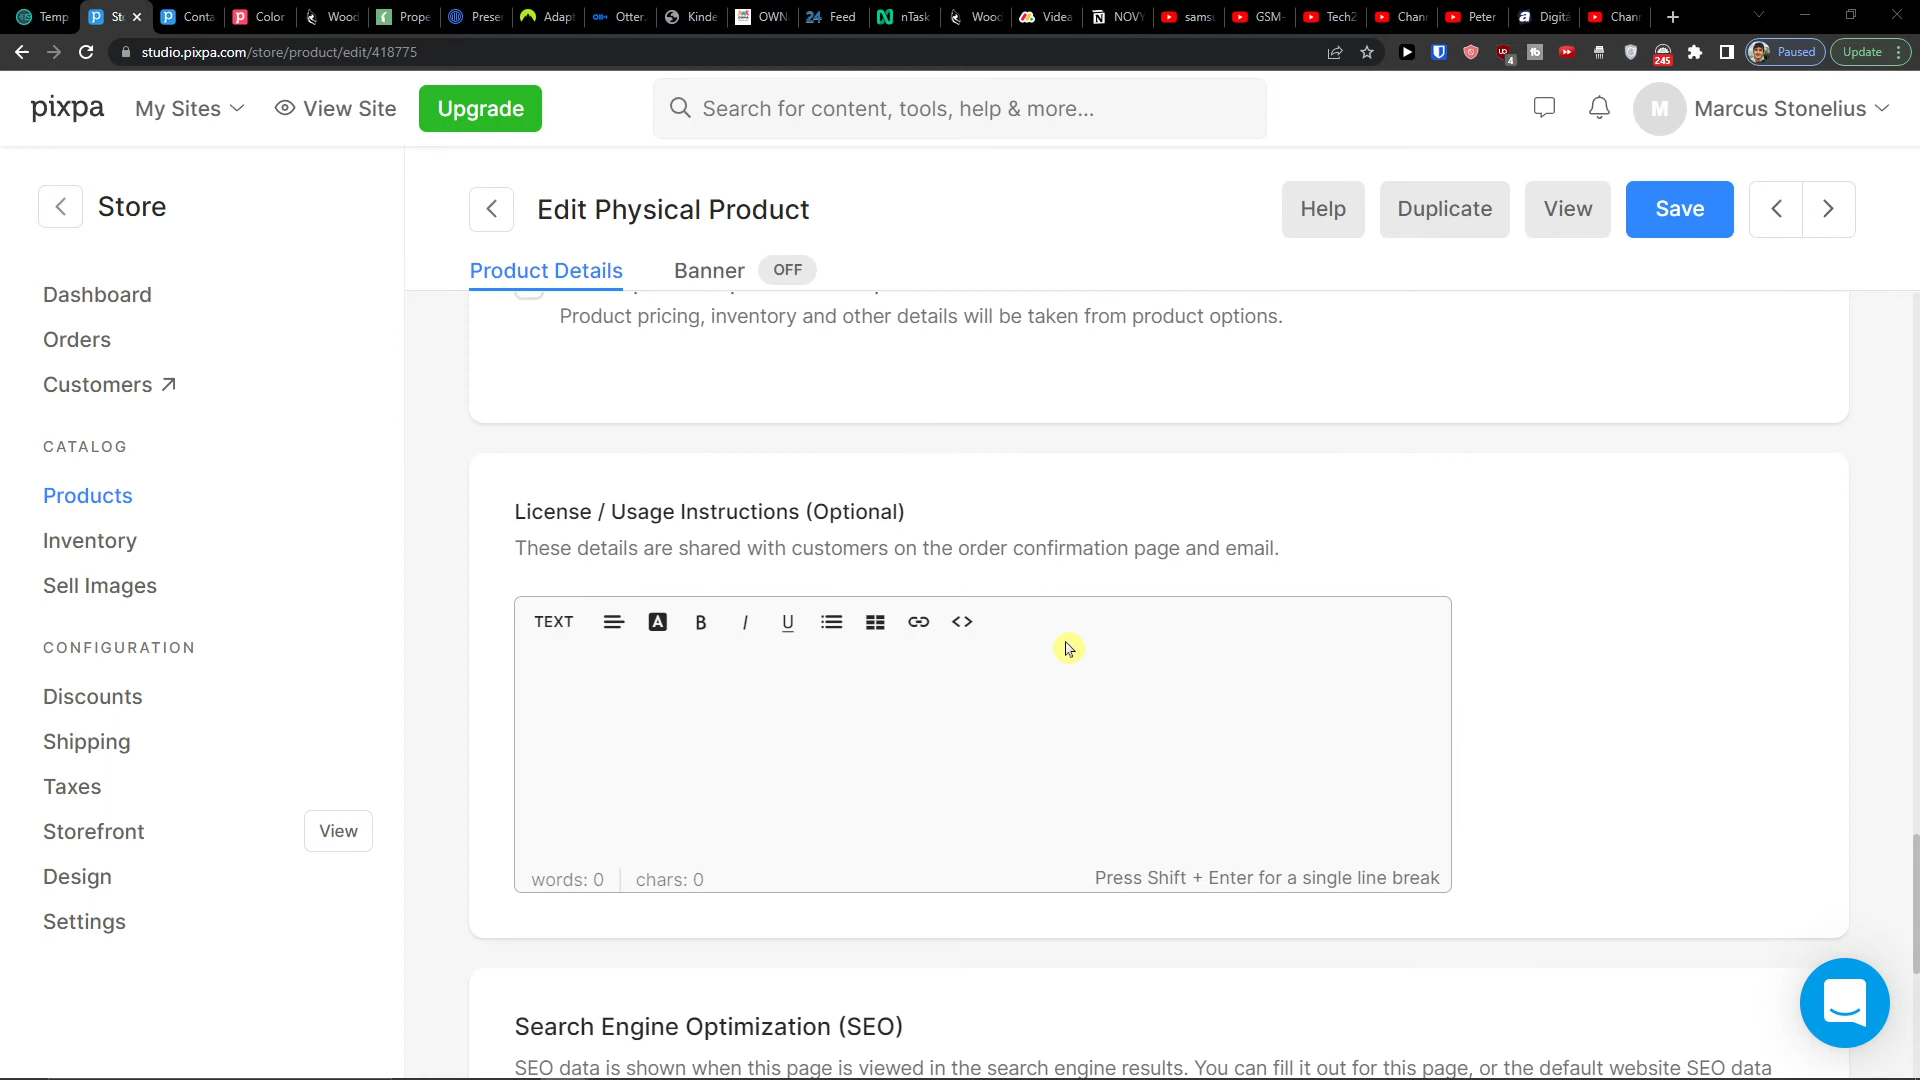 Temp
St
Conta
Color
Wood
Prope
Prese
Adapt
Otter.
Kinde
OWN
24 Feed
nTask
Wood
Videa
NOVY
sams
GSM-
Tech2
Chann
Peter
Digita
Chann
studio.pixpa.com/store/product/edit/418775
4
245
Paused
Update
pixpa
My Sites
View Site
Upgrade
Search for content, tools, help & more...
M
Marcus Stonelius
Store
Edit Physical Product
Help
Duplicate
View
Save
Product Details
Banner
OFF
Dashboard
Orders
Customers
CATALOG
Products
Inventory
Sell Images
CONFIGURATION
Discounts
Shipping
Taxes
Storefront
View
Design
Settings
Product pricing, inventory and other details will be taken from product options.
License / Usage Instructions (Optional)
These details are shared with customers on the order confirmation page and email.
TEXT A B I U
words: 0
chars: 0
Press Shift + Enter for a single line break
Search Engine Optimization (SEO)
SEO data is shown when this page is viewed in the search engine results. You can fill it out for this page, or the default website SEO data